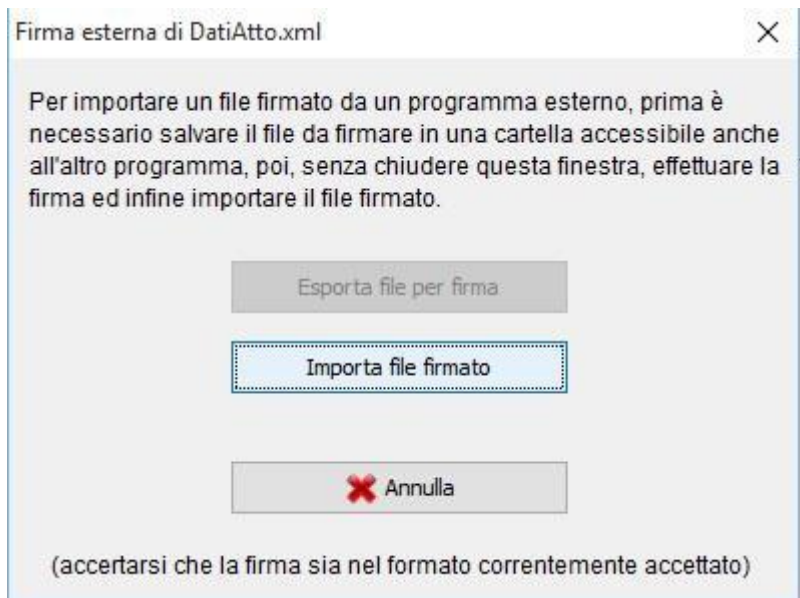 Firma esterna di DatiAtto.xml
Per importare un file firmato da un programma esterno, prima è
necessario salvare il file da firmare in una cartella accessibile anche
all'altro programma, poi, senza chiudere questa finestra, effettuare la
firma ed infine importare il file firmato.
Esporta file per firma
Importa file firmato
Annulla
(accertarsi che la firma sia nel formato correntemente accettato)